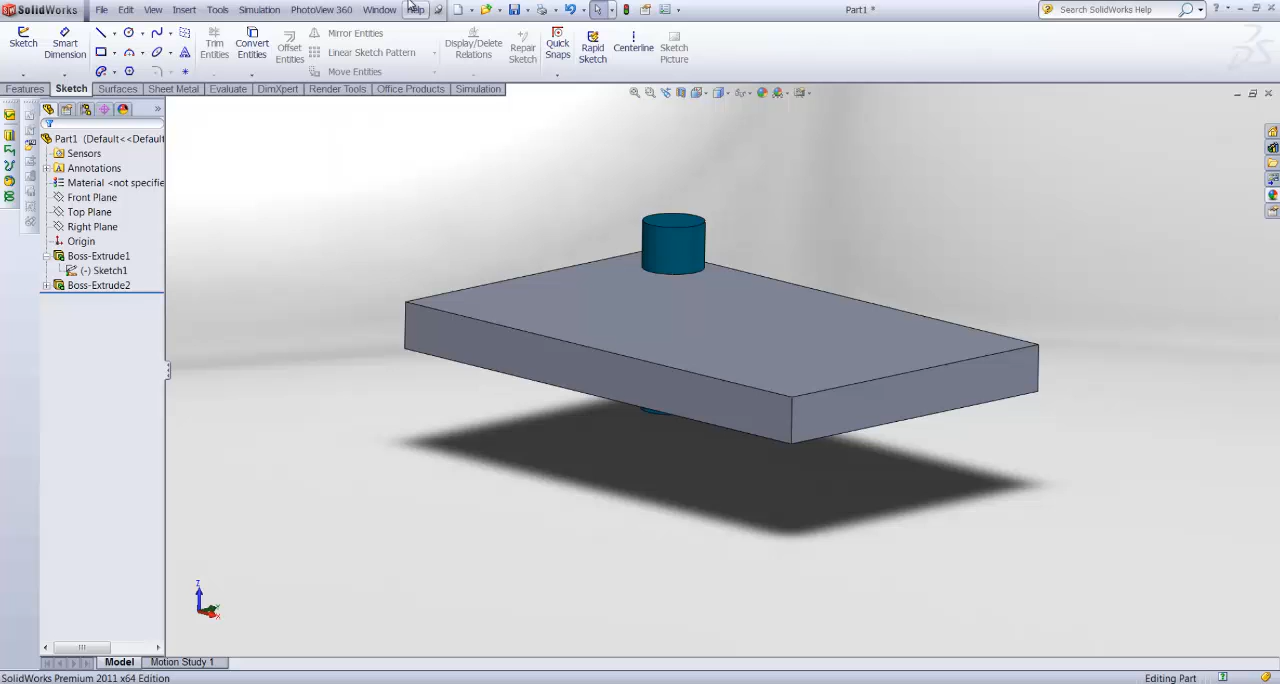 SolidWorks File Edit View Insert Tools Simulation PhotoView 360 Window Help Part1 * Search SolidWorks Help
Sketch Smart Dimension Trim Entities Convert Entities Offset Entities Mirror Entities Linear Sketch Pattern Move Entities Display/Delete Relations Repair Sketch Quick Snaps Rapid Sketch Centerline Sketch Picture
Features Sketch Surfaces Sheet Metal Evaluate DimXpert Render Tools Office Products Simulation
Part1 (Default<<Default
Sensors
Annotations
Material <not specifie
Front Plane
Top Plane
Right Plane
Origin
Boss-Extrude1
(-) Sketch1
Boss-Extrude2
Z
X
Model Motion Study 1
SolidWorks Premium 2011 x64 Edition Editing Part